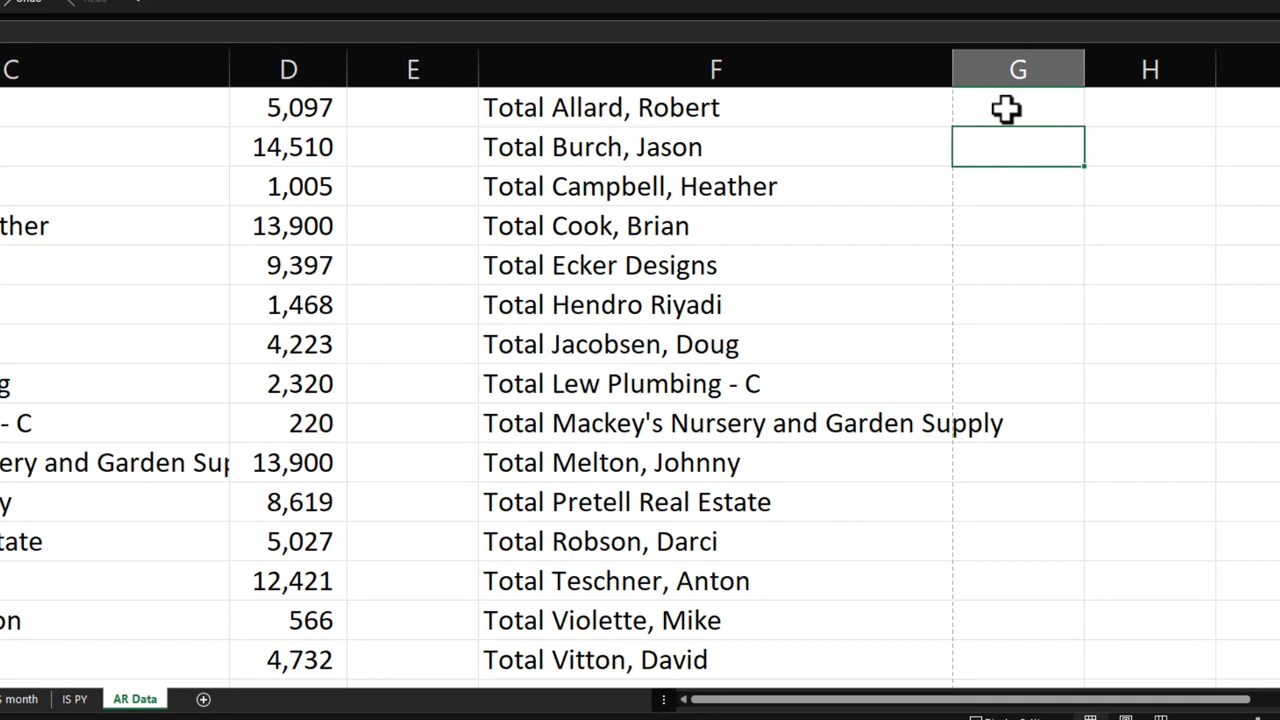 Undo
C D E F G H
5,097 Total Allard, Robert
14,510 Total Burch, Jason
1,005 Total Campbell, Heather
ther 13,900 Total Cook, Brian
9,397 Total Ecker Designs
1,468 Total Hendro Riyadi
4,223 Total Jacobsen, Doug
g 2,320 Total Lew Plumbing - C
- C 220 Total Mackey's Nursery and Garden Supply
ery and Garden Sup 13,900 Total Melton, Johnny
y 8,619 Total Pretell Real Estate
tate 5,027 Total Robson, Darci
12,421 Total Teschner, Anton
on 566 Total Violette, Mike
4,732 Total Vitton, David
month IS PY AR Data